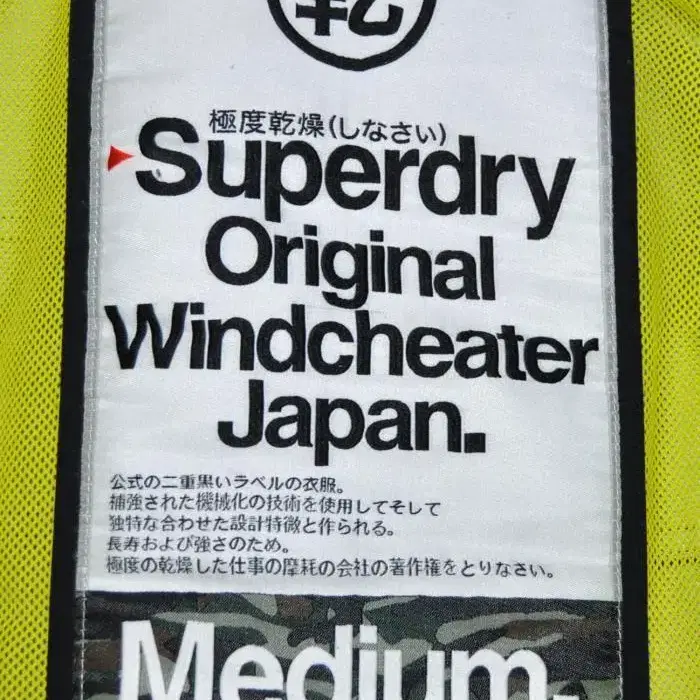 乾
極度乾燥(しなさい)
Superdry
Original
Windcheater
Japan.
公式の二重黒いラベルの衣服。
補強された機械化の技術を使用してそして
独特な合わせた設計特徴と作られる。
長寿および強さのため。
極度の乾燥した仕事の摩耗の会社の著作権をとりなさい。
Medium.